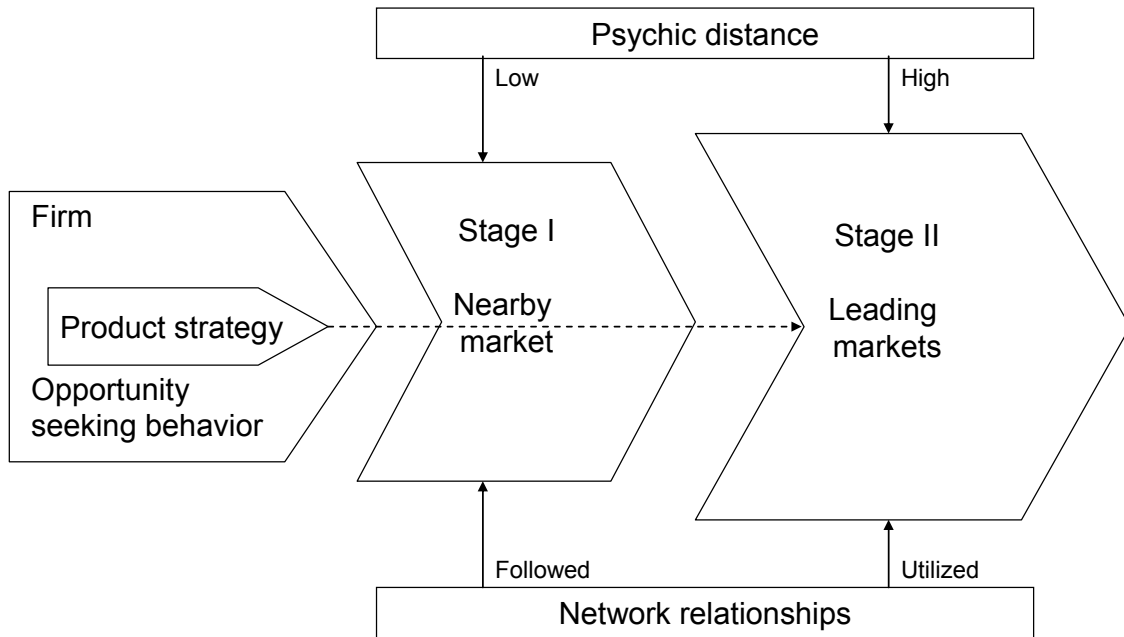 Psychic distance
Low
High
Firm
Product strategy
Opportunity
seeking behavior
Stage I
Nearby
market
Stage II
Leading
markets
Followed
Utilized
Network relationships